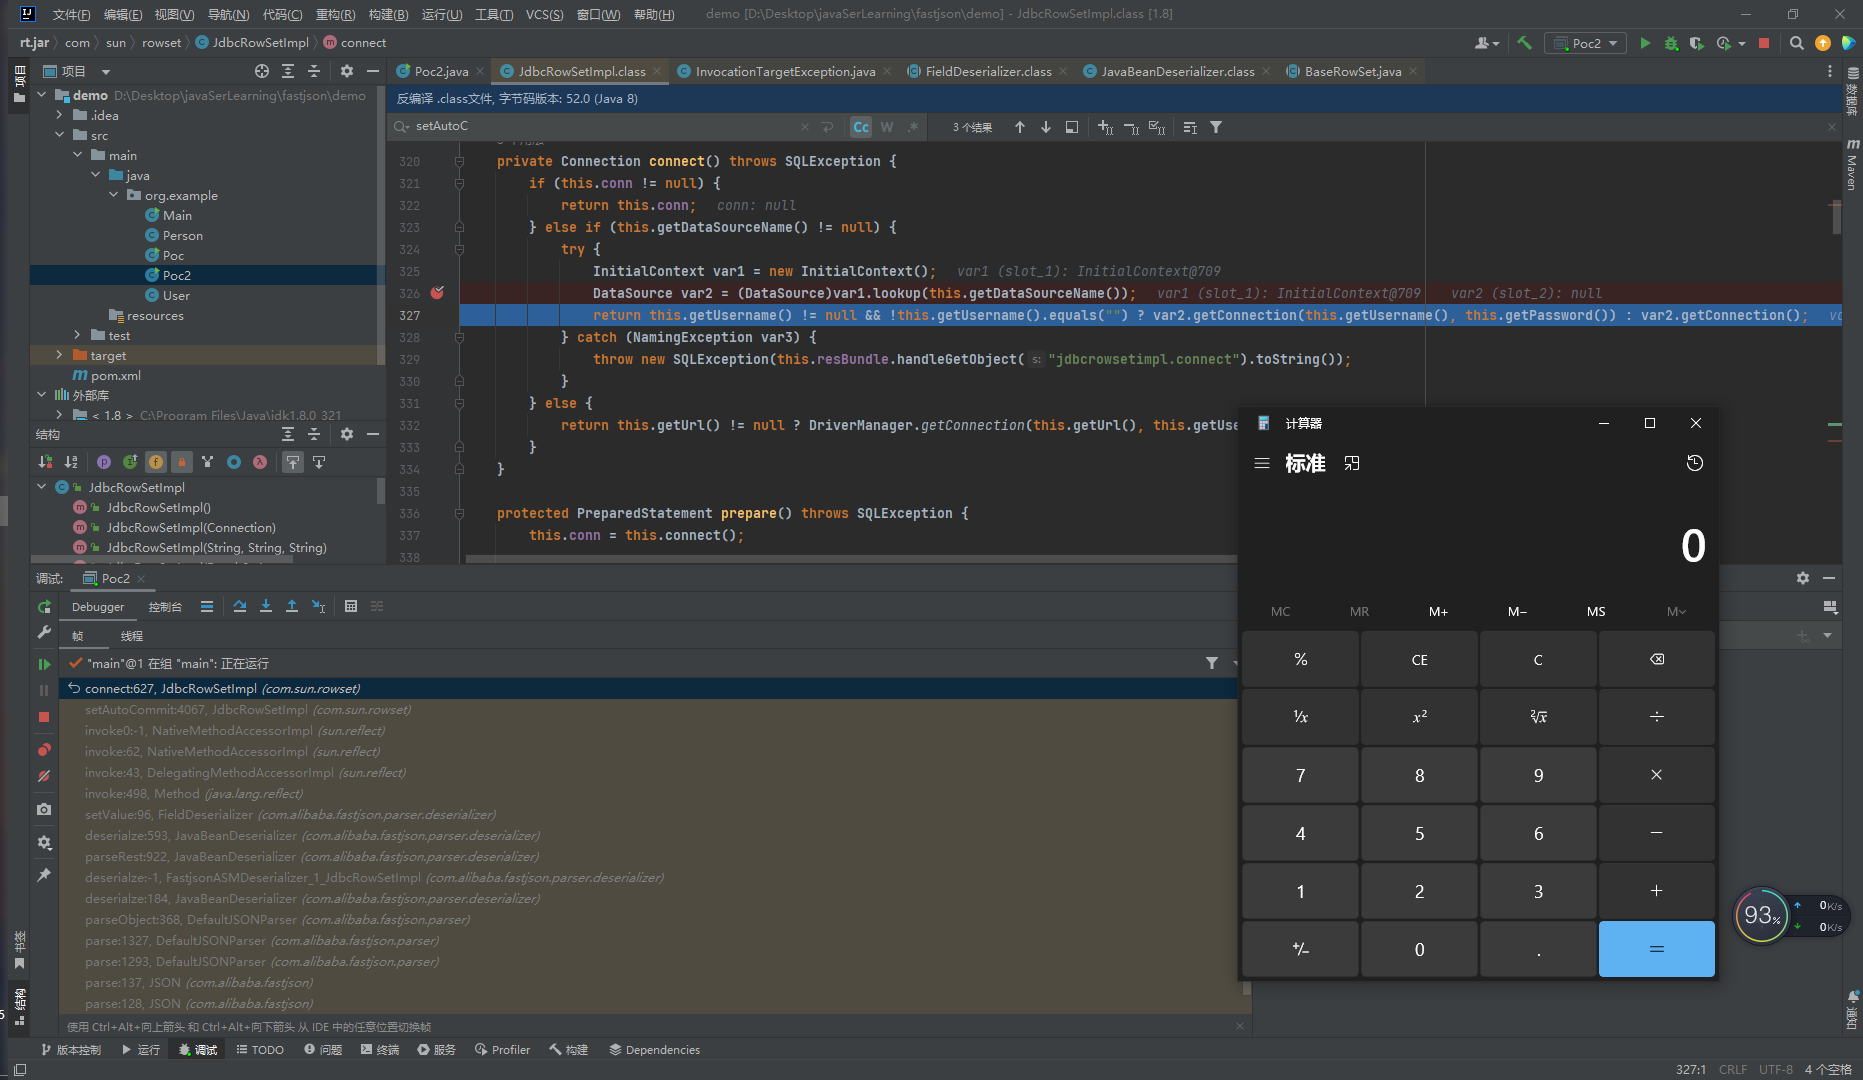 文件(F) 编辑(E) 视图(V) 导航(N) 代码(C) 重构(R) 构建(B) 运行(U) 工具(T) VCS(S) 窗口(W) 帮助(H) demo [D:\Desktop\javaSerLearning\fastjson\demo] - JdbcRowSetImpl.class [1.8]
rt.jar com sun rowset JdbcRowSetImpl connect Poc2
项目 Poc2.java JdbcRowSetImpl.class InvocationTargetException.java FieldDeserializer.class JavaBeanDeserializer.class BaseRowSet.java
项目
demo D:\Desktop\javaSerLearning\fastjson\demo
.idea
src
main
java
org.example
Main
Person
Poc
Poc2
User
resources
test
target
pom.xml
外部库
< 1.8 > C:\Program Files\Java\jdk1.8.0_321
反编译 .class文件, 字节码版本: 52.0 (Java 8)
setAutoC Cc W .* 3 个结果
320 private Connection connect() throws SQLException {
321 if (this.conn != null) {
322 return this.conn; conn: null
323 } else if (this.getDataSourceName() != null) {
324 try {
325 InitialContext var1 = new InitialContext(); var1 (slot_1): InitialContext@709
326 DataSource var2 = (DataSource)var1.lookup(this.getDataSourceName()); var1 (slot_1): InitialContext@709 var2 (slot_2): null
327 return this.getUsername() != null && !this.getUsername().equals("") ? var2.getConnection(this.getUsername(), this.getPassword()) : var2.getConnection();
328 } catch (NamingException var3) {
329 throw new SQLException(this.resBundle.handleGetObject( s: "jdbcrowsetimpl.connect").toString());
330 }
331 } else {
332 return this.getUrl() != null ? DriverManager.getConnection(this.getUrl(), this.getUse
333 }
334 }
335
336 protected PreparedStatement prepare() throws SQLException {
337 this.conn = this.connect();
338
数据库
Maven
通知
结构
JdbcRowSetImpl
JdbcRowSetImpl()
JdbcRowSetImpl(Connection)
JdbcRowSetImpl(String, String, String)
调试: Poc2
Debugger 控制台
帧 线程
"main"@1 在组 "main": 正在运行
connect:627, JdbcRowSetImpl (com.sun.rowset)
setAutoCommit:4067, JdbcRowSetImpl (com.sun.rowset)
invoke0:-1, NativeMethodAccessorImpl (sun.reflect)
invoke:62, NativeMethodAccessorImpl (sun.reflect)
invoke:43, DelegatingMethodAccessorImpl (sun.reflect)
invoke:498, Method (java.lang.reflect)
setValue:96, FieldDeserializer (com.alibaba.fastjson.parser.deserializer)
deserialze:593, JavaBeanDeserializer (com.alibaba.fastjson.parser.deserializer)
parseRest:922, JavaBeanDeserializer (com.alibaba.fastjson.parser.deserializer)
deserialze:-1, FastjsonASMDeserializer_1_JdbcRowSetImpl (com.alibaba.fastjson.parser.deserializer)
deserialze:184, JavaBeanDeserializer (com.alibaba.fastjson.parser.deserializer)
parseObject:368, DefaultJSONParser (com.alibaba.fastjson.parser)
parse:1327, DefaultJSONParser (com.alibaba.fastjson.parser)
parse:1293, DefaultJSONParser (com.alibaba.fastjson.parser)
parse:137, JSON (com.alibaba.fastjson)
parse:128, JSON (com.alibaba.fastjson)
使用 Ctrl+Alt+向上箭头 和 Ctrl+Alt+向下箭头 从 IDE 中的任意位置切换帧
书签
结构
计算器
标准
0
MC MR M+ M− MS M
% CE C
¹⁄x x² ²√x ÷
7 8 9 ×
4 5 6 −
1 2 3 +
+/− 0 . =
93% 0K/s
0K/s
版本控制 运行 调试 TODO 问题 终端 服务 Profiler 构建 Dependencies
327:1 CRLF UTF-8 4 个空格